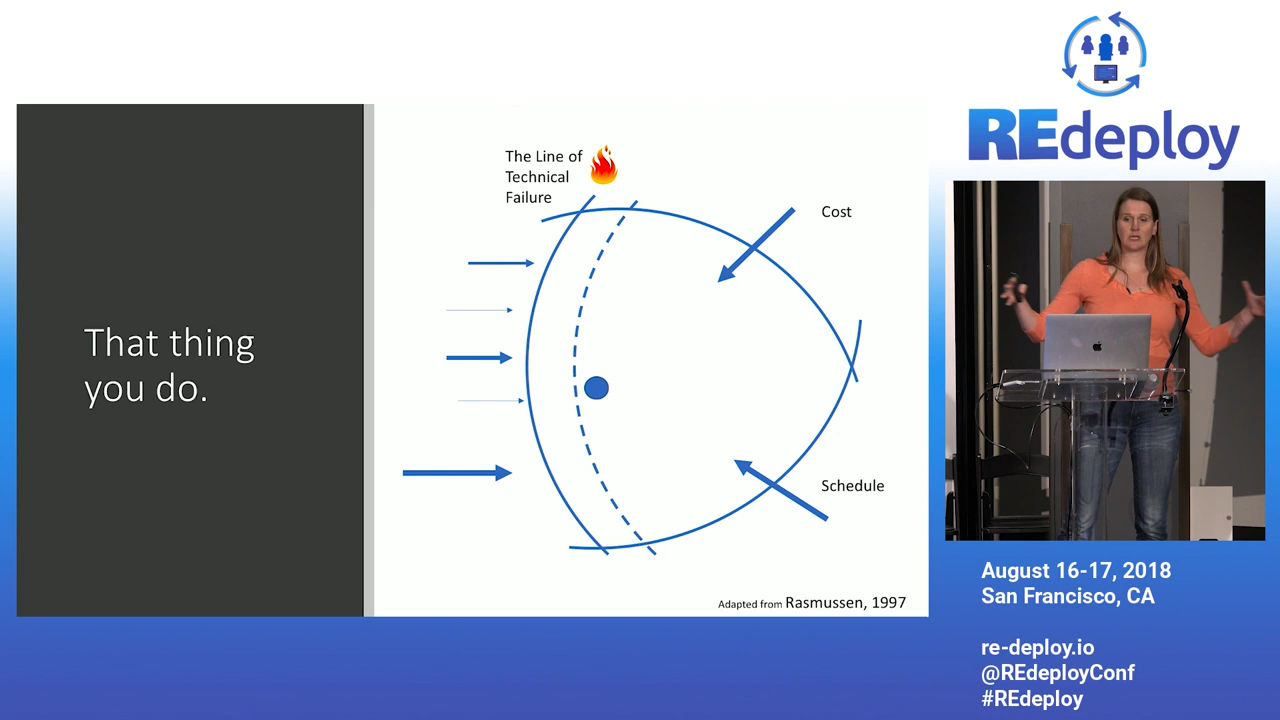 That thing
you do.
The Line of
Technical
Failure
Cost
Schedule
Adapted from Rasmussen, 1997
REdeploy
August 16-17, 2018
San Francisco, CA
re-deploy.io
@REdeployConf
#REdeploy